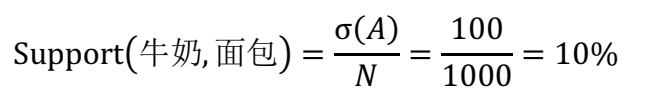 Support(牛奶, 面包) = σ(A)/N = 100/1000 = 10%